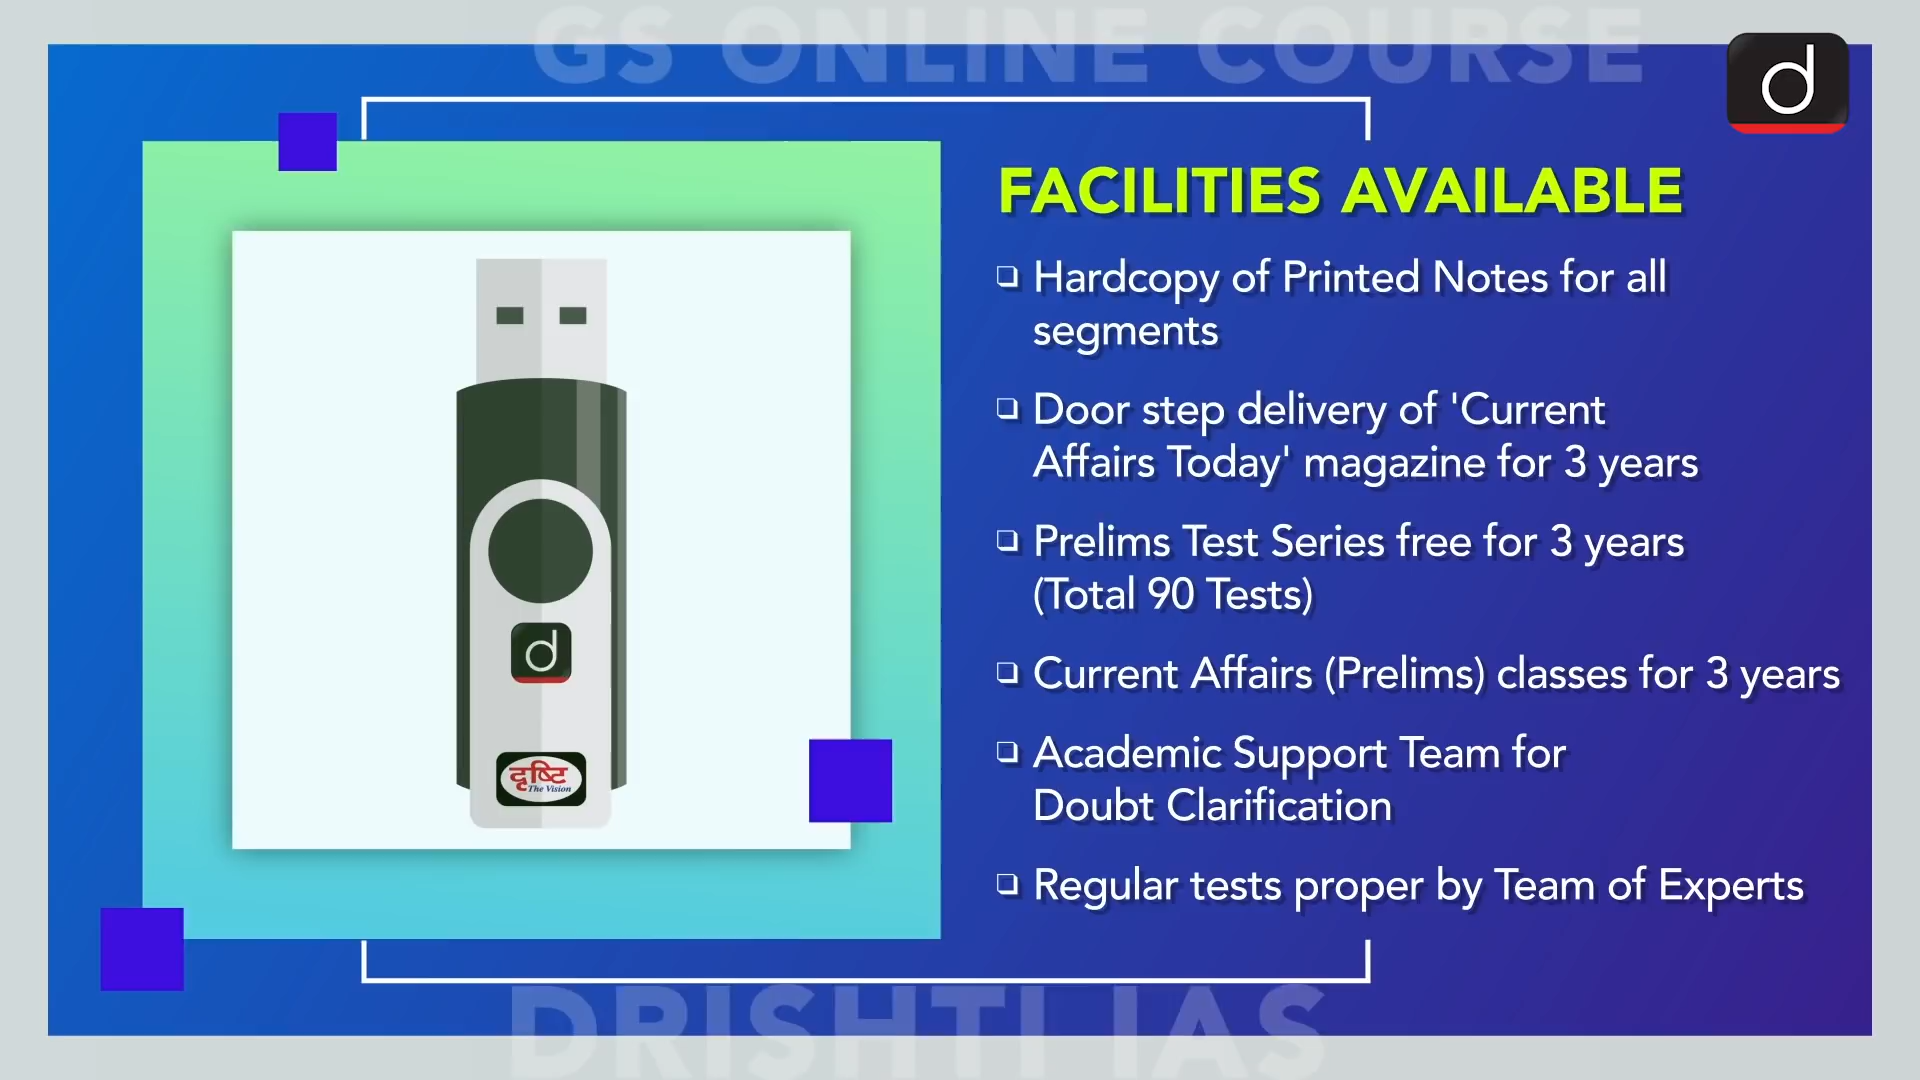 GS ONLINE COURSE
d
FACILITIES AVAILABLE
❏ Hardcopy of Printed Notes for all
segments
❏ Door step delivery of 'Current
Affairs Today' magazine for 3 years
❏ Prelims Test Series free for 3 years
(Total 90 Tests)
❏ Current Affairs (Prelims) classes for 3 years
❏ Academic Support Team for
Doubt Clarification
❏ Regular tests proper by Team of Experts
d
दृष्टि
The Vision
DRISHTI IAS